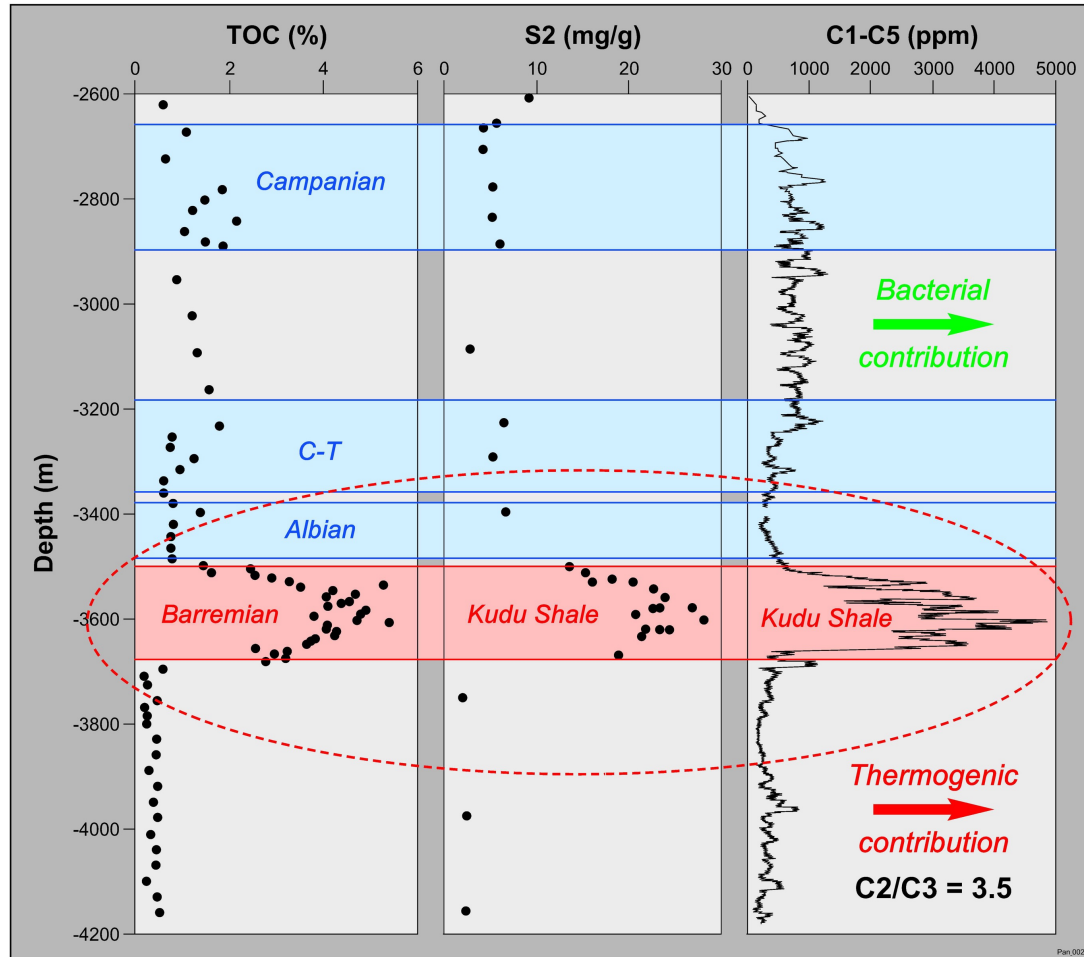 TOC (%) S2 (mg/g) C1-C5 (ppm)
0 2 4 6 0 10 20 30 0 1000 2000 3000 4000 5000
-2600
Campanian
-2800
Bacterial
-3000
contribution
-3200
C-T
-3400
Albian
Depth (m)
Barremian Kudu Shale Kudu Shale
-3600
-3800
Thermogenic
-4000
contribution
C2/C3 = 3.5
-4200
Pan_002